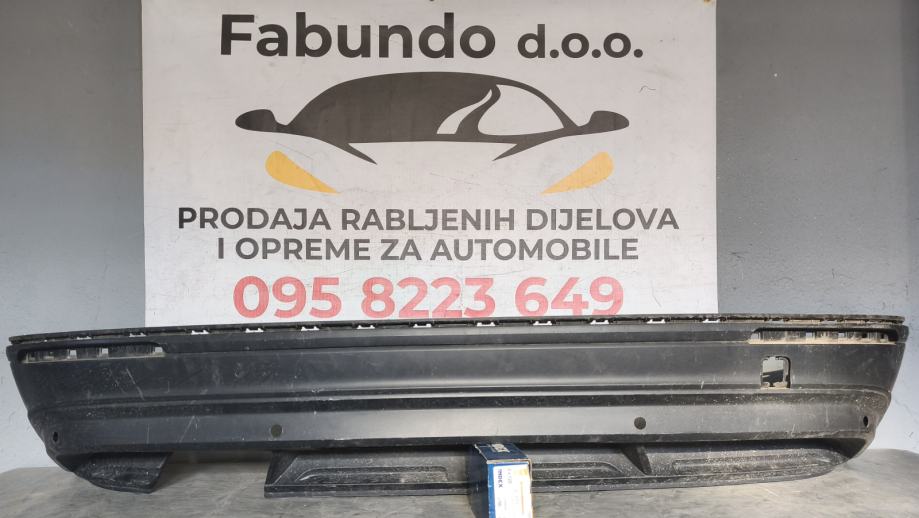 Fabundo d.o.o.
PRODAJA RABLJENIH DIJELOVA
I OPREME ZA AUTOMOBILE
095 8223 649